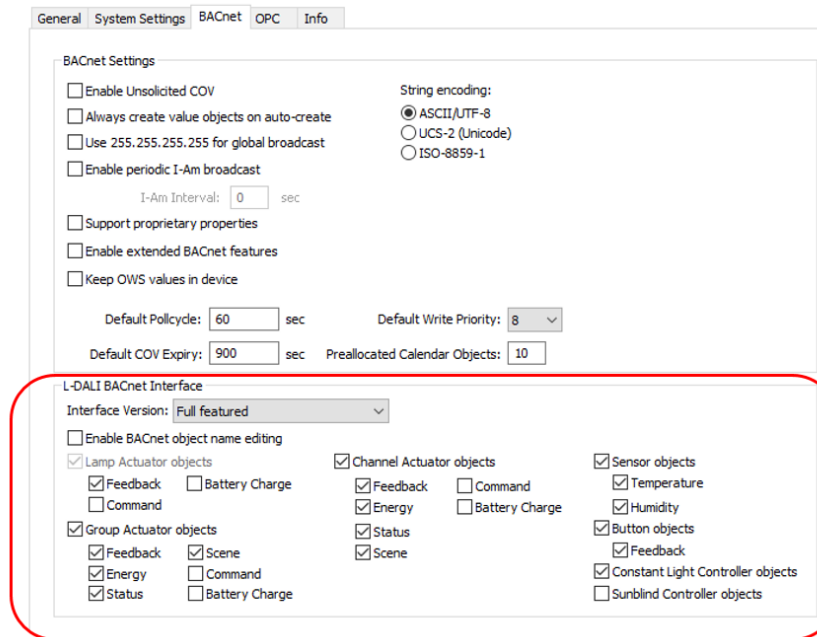 General System Settings BACnet OPC Info
BACnet Settings
Enable Unsolicited COV
Always create value objects on auto-create
Use 255.255.255.255 for global broadcast
Enable periodic I-Am broadcast
I-Am Interval: 0 sec
Support proprietary properties
Enable extended BACnet features
Keep OWS values in device
String encoding:
ASCII/UTF-8
UCS-2 (Unicode)
ISO-8859-1
Default Pollcycle: 60 sec Default Write Priority: 8
Default COV Expiry: 900 sec Preallocated Calendar Objects: 10
L-DALI BACnet Interface
Interface Version: Full featured
Enable BACnet object name editing
Lamp Actuator objects
Feedback Battery Charge
Command
Group Actuator objects
Feedback Scene
Energy Command
Status Battery Charge
Channel Actuator objects
Feedback Command
Energy Battery Charge
Status
Scene
Sensor objects
Temperature
Humidity
Button objects
Feedback
Constant Light Controller objects
Sunblind Controller objects